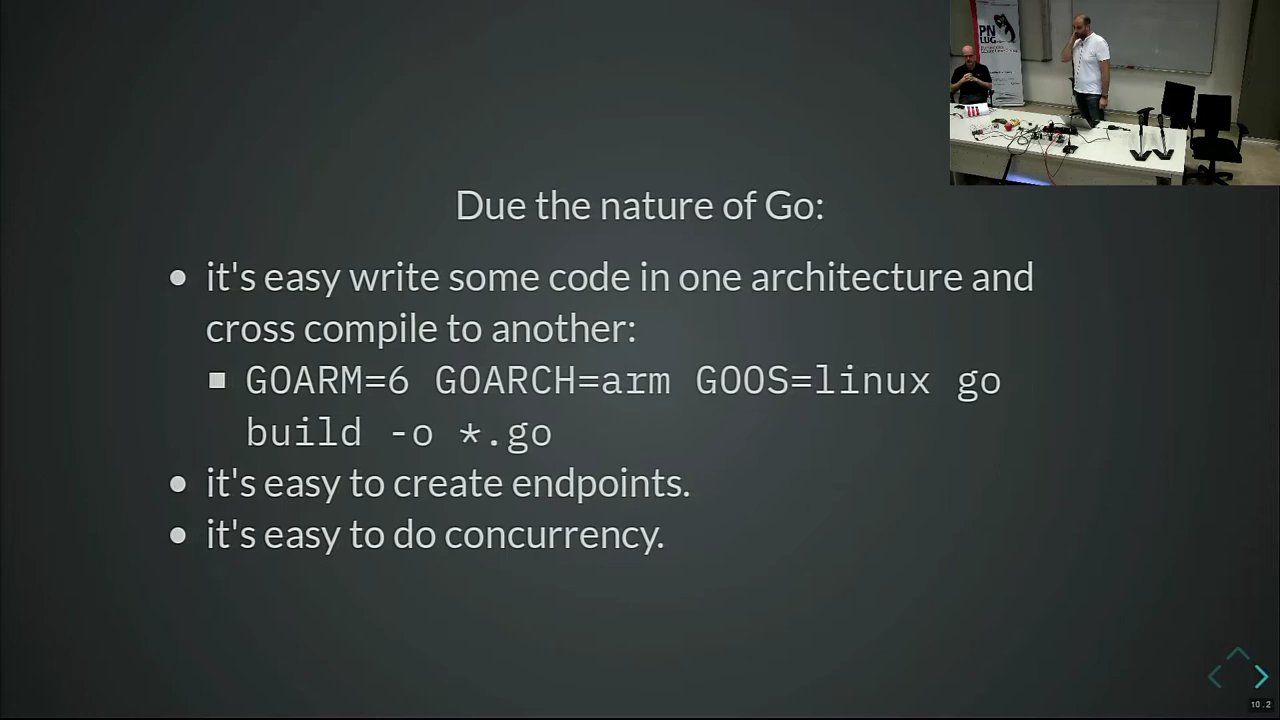 PN
LUG
Due the nature of Go:
it's easy write some code in one architecture and
cross compile to another:
GOARM=6 GOARCH=arm GOOS=linux go
build -o *.go
it's easy to create endpoints.
it's easy to do concurrency.
10.2